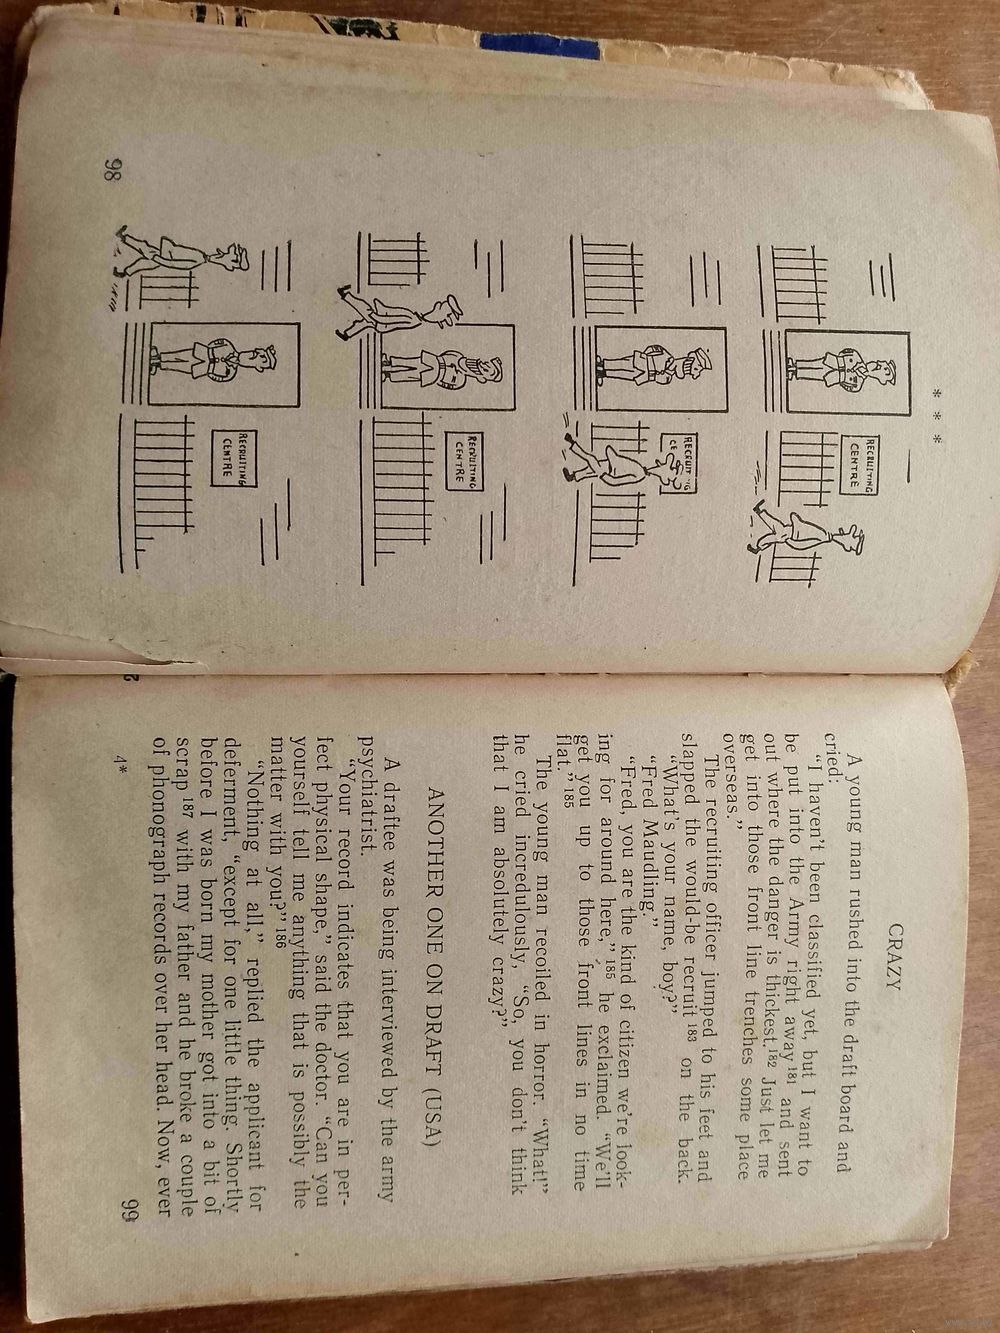 * * *
RECRUITING
CENTRE
RECRUITING
CE
RECRUITING
CENTRE
RECRUITING
CENTRE
98
CRAZY
A young man rushed into the draft board and
cried:
“I haven’t been classified yet, but I want to
be put into the Army right away 181 and sent
out where the danger is thickest.182 Just let me
get into those front line trenches some place
overseas.”
The recruiting officer jumped to his feet and
slapped the would-be recruit 183 on the back.
“What’s your name, boy?”
“Fred Maudling.”
“Fred, you are the kind of citizen we’re look-
ing for around here,”185 he exclaimed. “We’ll
get you up to those front lines in no time
flat.”185
The young man recoiled in horror. “What!”
he cried incredulously, “So, you don’t think
that I am absolutely crazy?”
ANOTHER ONE ON DRAFT (USA)
A draftee was being interviewed by the army
psychiatrist.
“Your record indicates that you are in per-
fect physical shape,” said the doctor. “Can you
yourself tell me anything that is possibly the
matter with you?”186
“Nothing at all,” replied the applicant for
deferment, “except for one little thing. Shortly
before I was born my mother got into a bit of
scrap 187 with my father and he broke a couple
of phonograph records over her head. Now, ever
4*
99